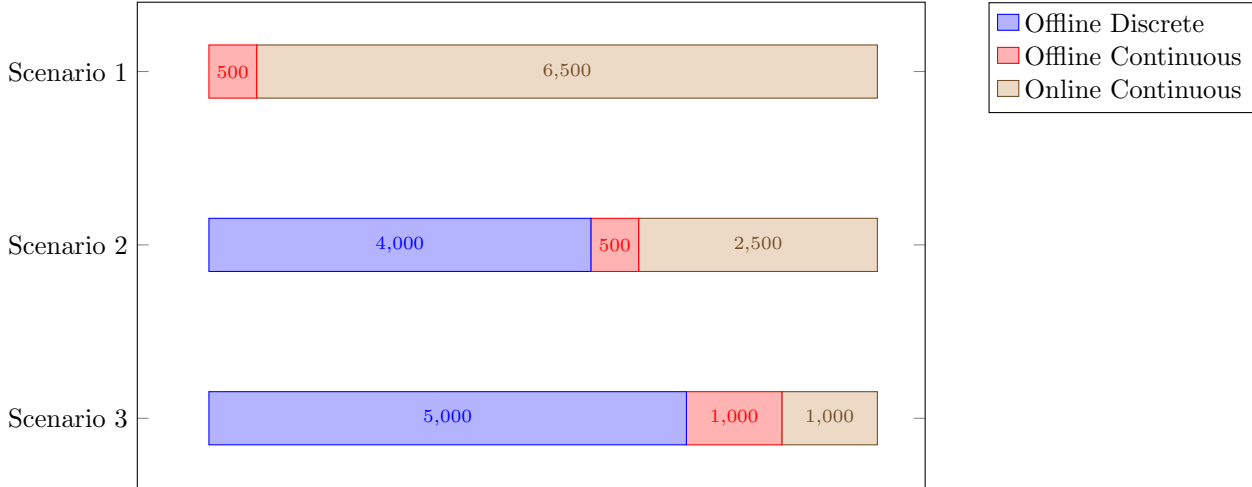 Scenario 1
500
6,500
Scenario 2
4,000
500
2,500
Scenario 3
5,000
1,000
1,000
Offline Discrete
Offline Continuous
Online Continuous